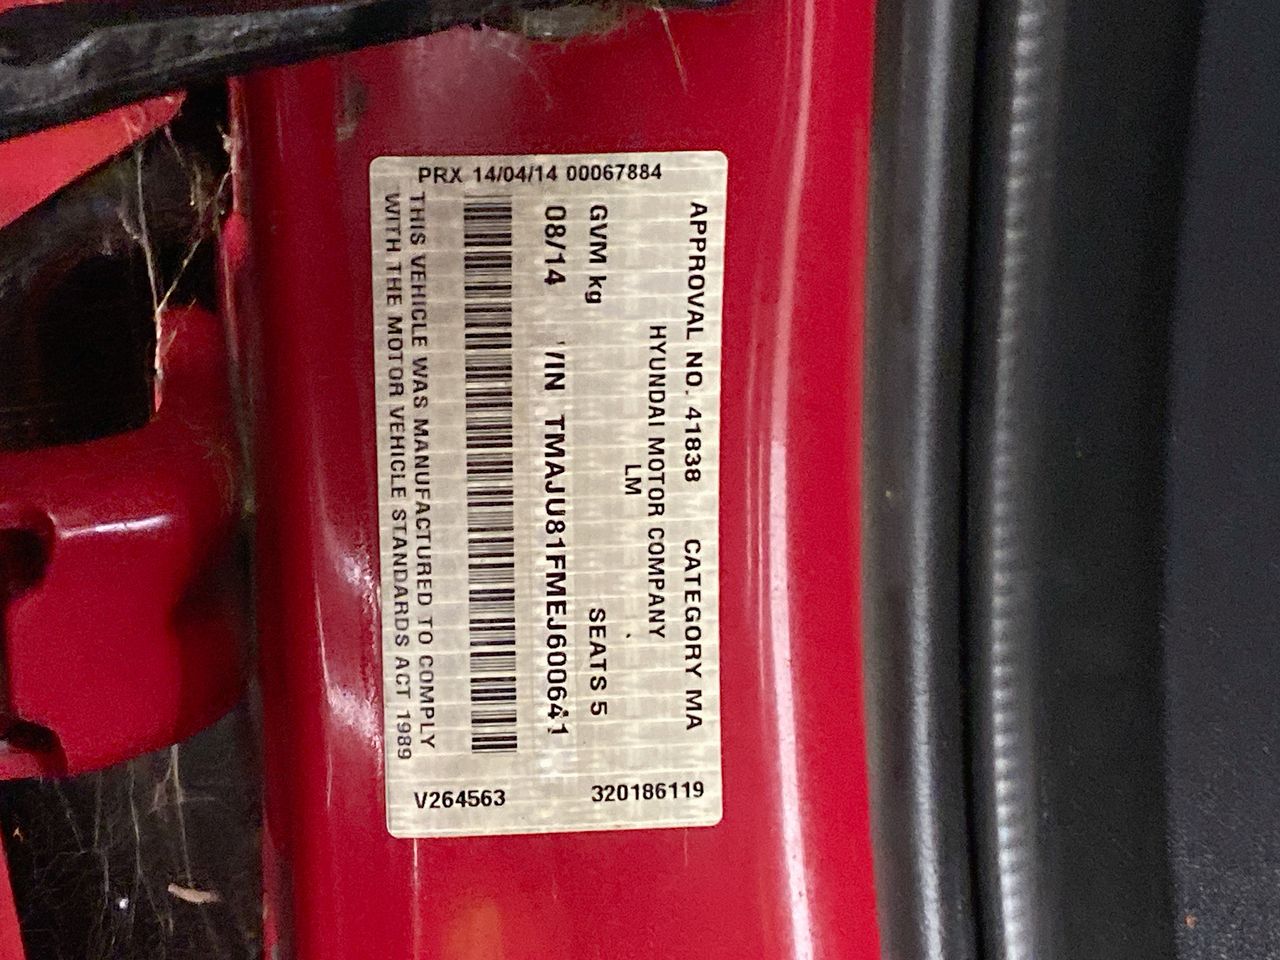 APPROVAL NO. 41838 CATEGORY MA
HYUNDAI MOTOR COMPANY
LM
GVM kg SEATS 5
08/14 VIN TMAJU81FMEJ600641
THIS VEHICLE WAS MANUFACTURED TO COMPLY
WITH THE MOTOR VEHICLE STANDARDS ACT 1989
PRX 14/04/14 00067884
320186119
V264563